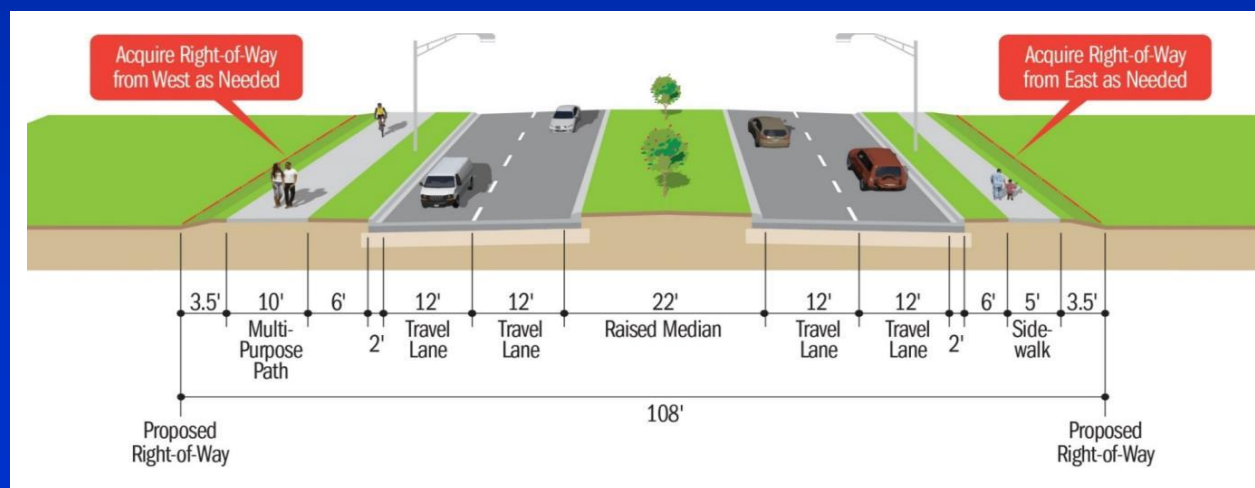 Acquire Right-of-Way
from West as Needed
Acquire Right-of-Way
from East as Needed
3.5'
10'
Multi-
Purpose
Path
6'
2'
12'
Travel
Lane
12'
Travel
Lane
22'
Raised Median
12'
Travel
Lane
12'
Travel
Lane
2'
6'
5'
Side-
walk
3.5'
108'
Proposed
Right-of-Way
Proposed
Right-of-Way